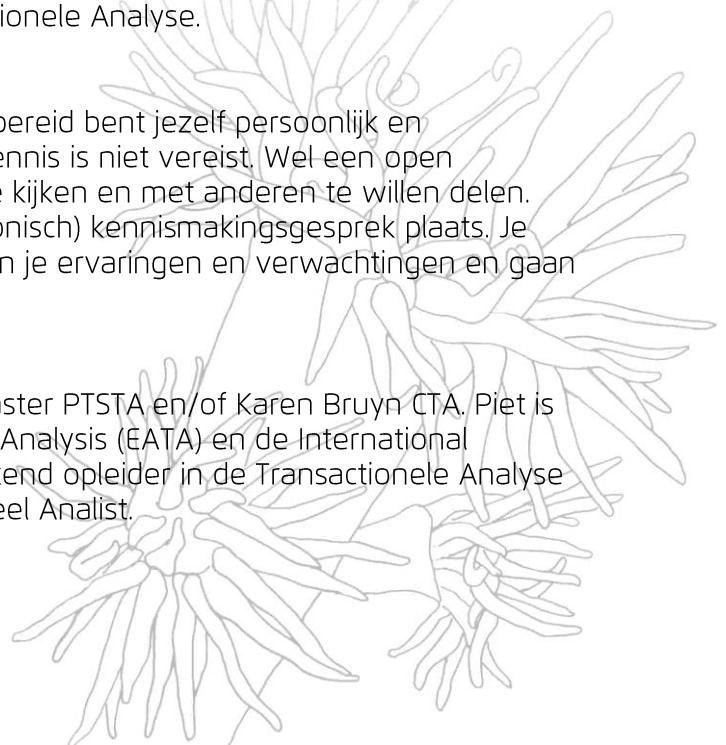 ionele Analyse.
bereid bent jezelf persoonlijk en
ennis is niet vereist. Wel een open
e kijken en met anderen te willen delen.
onisch) kennismakingsgesprek plaats. Je
n je ervaringen en verwachtingen en gaan
aster PTSTA en/of Karen Bruyn CTA. Piet is
Analysis (EATA) en de International
kend opleider in de Transactionele Analyse
eel Analist.